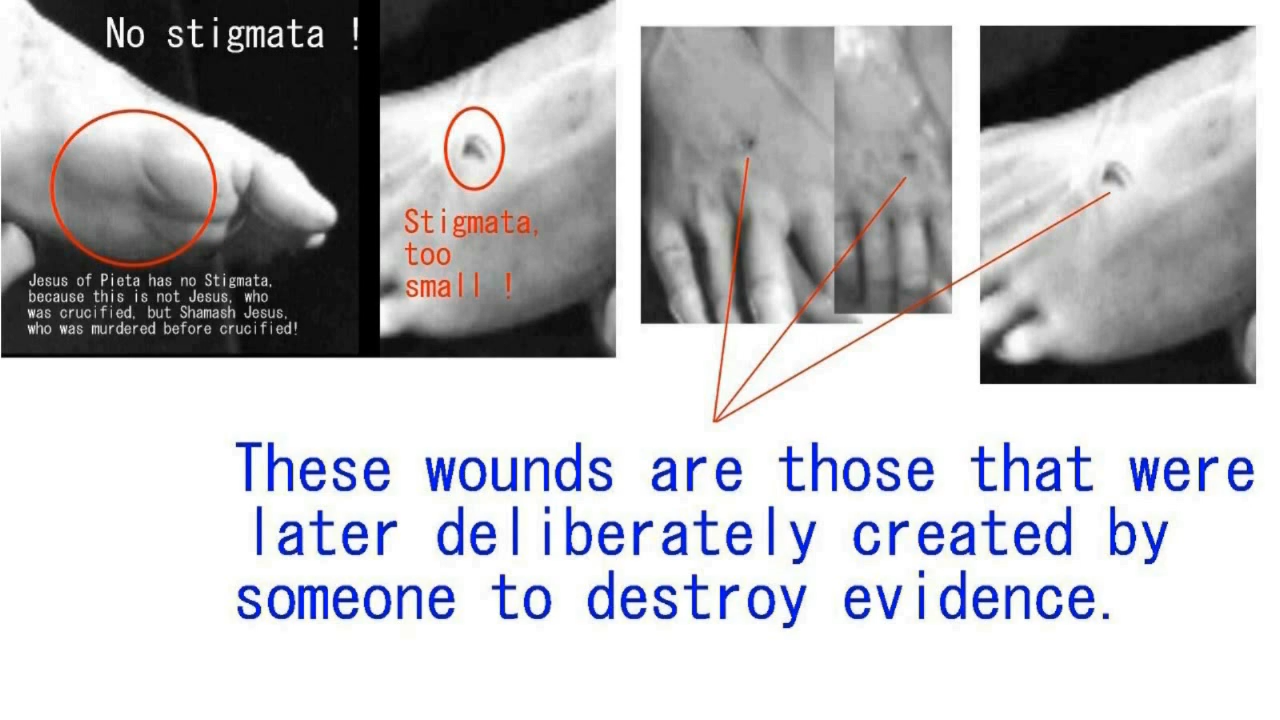 No stigmata !
Jesus of Pieta has no Stigmata,
because this is not Jesus, who
was crucified, but Shamash Jesus,
who was murdered before crucified!
Stigmata,
too
small !
These wounds are those that were
later deliberately created by
someone to destroy evidence.